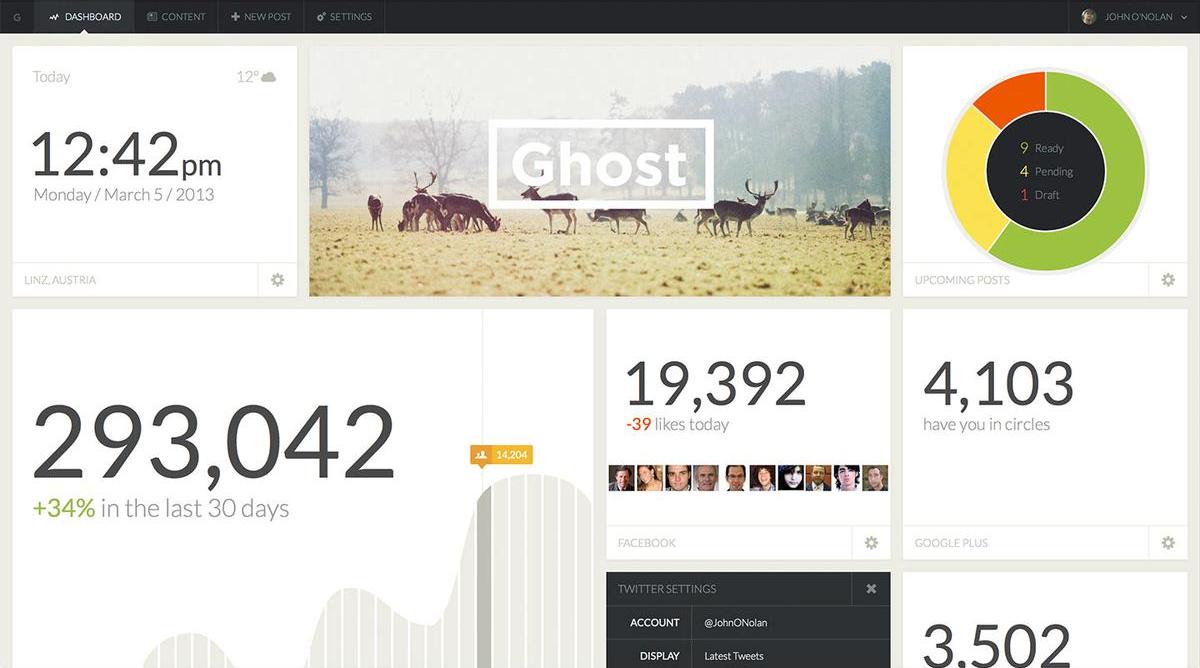 G
DASHBOARD
CONTENT
NEW POST
SETTINGS
JOHN O'NOLAN
Today
12°
12:42pm
Monday / March 5 / 2013
LINZ, AUSTRIA
Ghost
9 Ready
4 Pending
1 Draft
UPCOMING POSTS
293,042
+34% in the last 30 days
14,204
19,392
-39 likes today
FACEBOOK
4,103
have you in circles
GOOGLE PLUS
TWITTER SETTINGS
ACCOUNT @JohnONolan
DISPLAY Latest Tweets
3,502